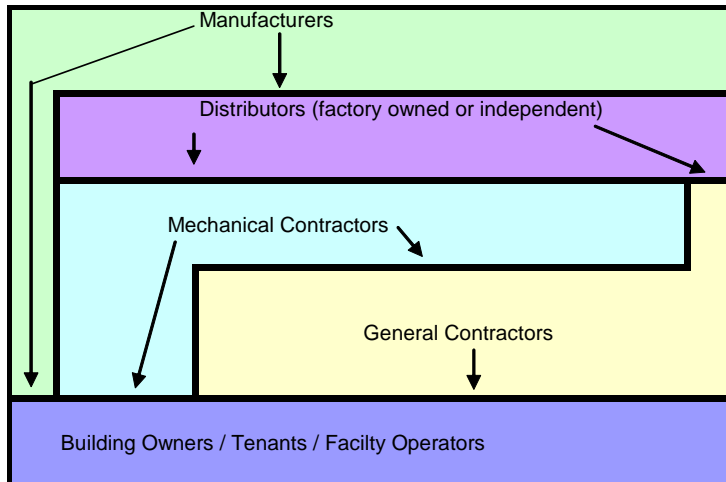 Manufacturers
Distributors (factory owned or independent)
Mechanical Contractors
General Contractors
Building Owners / Tenants / Facilty Operators